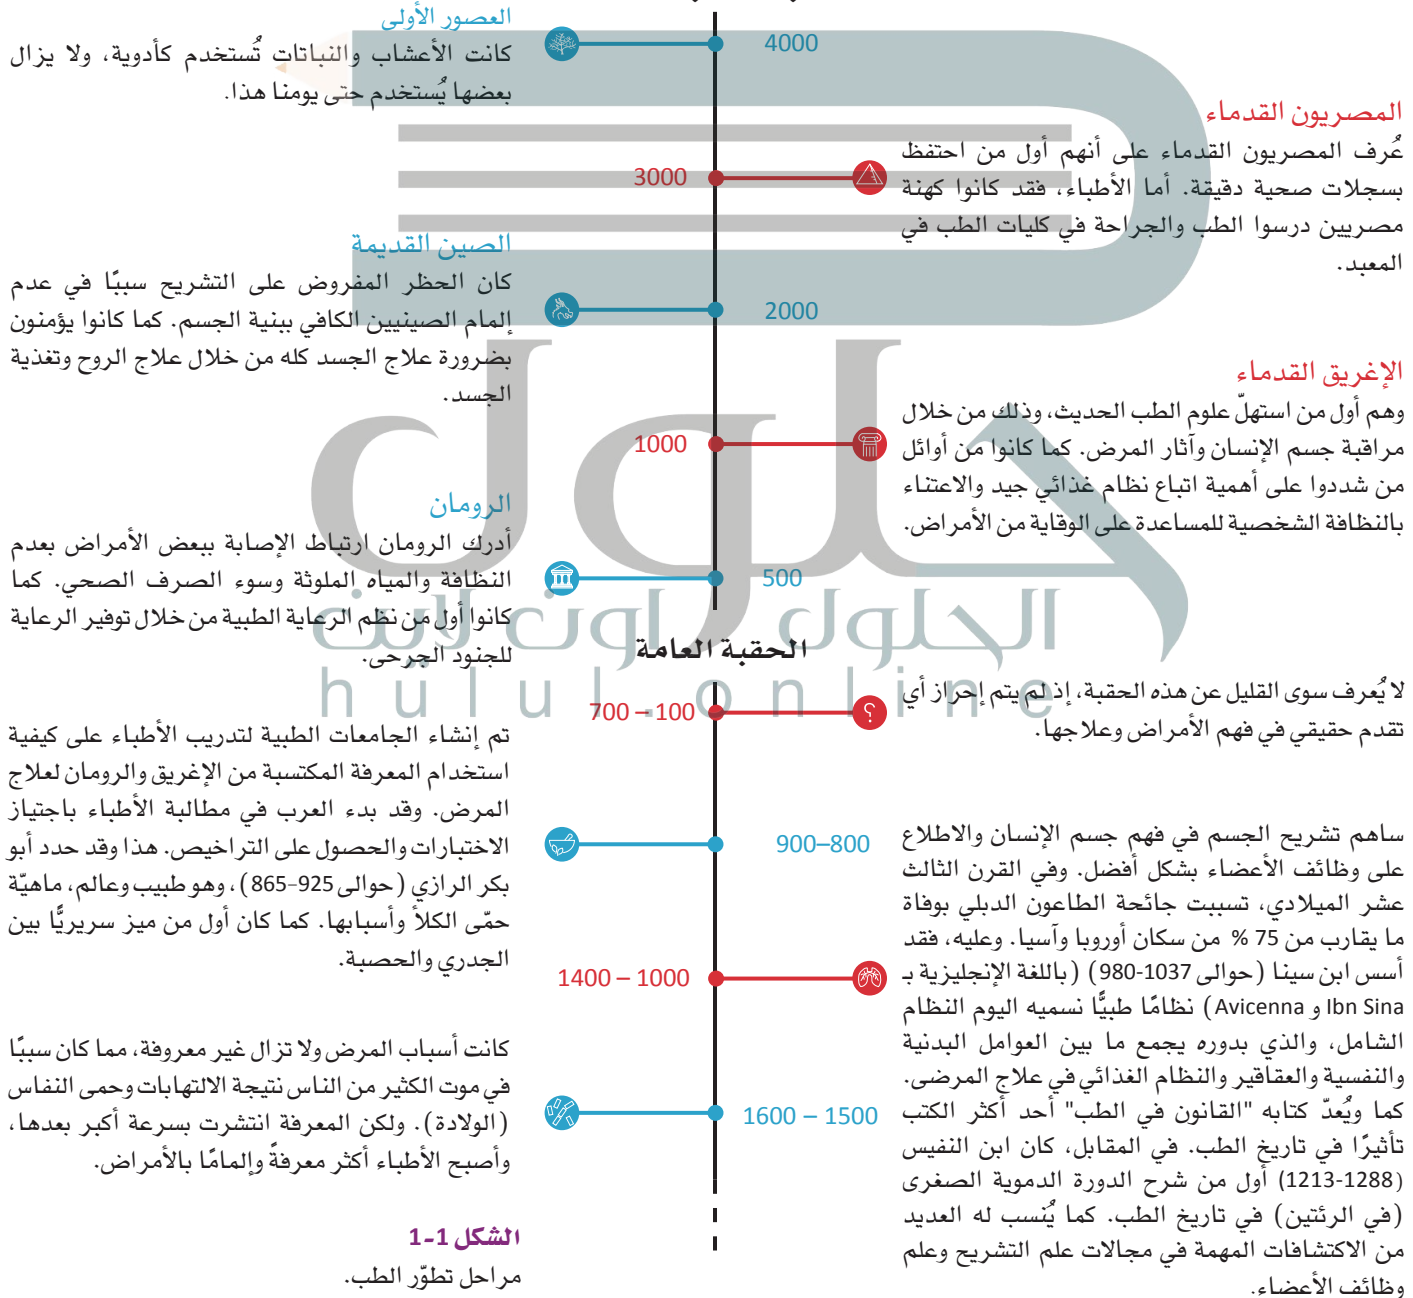 العصور الأولى
كانت الأعشاب والنباتات تُستخدم كأدوية، ولا يزال
بعضها يُستخدم حتى يومنا هذا.
4000
المصريون القدماء
عُرف المصريون القدماء على أنهم أول من احتفظ
بسجلات صحية دقيقة. أما الأطباء، فقد كانوا كهنة
مصريين درسوا الطب والجراحة في كليات الطب في
المعبد.
3000
الصين القديمة
كان الحظر المفروض على التشريح سببًا في عدم
إلمام الصينيين الكافي ببنية الجسم. كما كانوا يؤمنون
بضرورة علاج الجسد كله من خلال علاج الروح وتغذية
الجسد.
2000
الإغريق القدماء
وهم أول من استهلّ علوم الطب الحديث، وذلك من خلال
مراقبة جسم الإنسان وآثار المرض. كما كانوا من أوائل
من شددوا على أهمية اتباع نظام غذائي جيد والاعتناء
بالنظافة الشخصية للمساعدة على الوقاية من الأمراض.
1000
الرومان
أدرك الرومان ارتباط الإصابة ببعض الأمراض بعدم
النظافة والمياه الملوثة وسوء الصرف الصحي. كما
كانوا أول من نظم الرعاية الطبية من خلال توفير الرعاية
للجنود الجرحى.
500
الحقبة العامة
لا يُعرف سوى القليل عن هذه الحقبة، إذ لم يتم إحراز أي
تقدم حقيقي في فهم الأمراض وعلاجها.
؟
700 – 100
تم إنشاء الجامعات الطبية لتدريب الأطباء على كيفية
استخدام المعرفة المكتسبة من الإغريق والرومان لعلاج
المرض. وقد بدء العرب في مطالبة الأطباء باجتياز
الاختبارات والحصول على التراخيص. هذا وقد حدد أبو
بكر الرازي (حوالى 925-865)، وهو طبيب وعالم، ماهيّة
حمّى الكلأ وأسبابها. كما كان أول من ميز سريريًّا بين
الجدري والحصبة.
900–800
ساهم تشريح الجسم في فهم جسم الإنسان والاطلاع
على وظائف الأعضاء بشكل أفضل. وفي القرن الثالث
عشر الميلادي، تسببت جائحة الطاعون الدبلي بوفاة
ما يقارب من 75 % من سكان أوروبا وآسيا. وعليه، فقد
أسس ابن سينا (حوالى 1037-980) (باللغة الإنجليزية بـ
Ibn Sina و Avicenna) نظامًا طبيًّا نسميه اليوم النظام
الشامل، والذي بدوره يجمع ما بين العوامل البدنية
والنفسية والعقاقير والنظام الغذائي في علاج المرضى.
كما ويُعدّ كتابه "القانون في الطب" أحد أكثر الكتب
تأثيرًا في تاريخ الطب. في المقابل، كان ابن النفيس
(1288-1213) أول من شرح الدورة الدموية الصغرى
(في الرئتين) في تاريخ الطب. كما يُنسب له العديد
من الاكتشافات المهمة في مجالات علم التشريح وعلم
وظائف الأعضاء.
1400 – 1000
كانت أسباب المرض ولا تزال غير معروفة، مما كان سببًا
في موت الكثير من الناس نتيجة الالتهابات وحمى النفاس
(الولادة). ولكن المعرفة انتشرت بسرعة أكبر بعدها،
وأصبح الأطباء أكثر معرفةً وإلمامًا بالأمراض.
1600 – 1500
الشكل 1-1
مراحل تطوّر الطب.
حلول
الحلول اون لاين
hulul.online